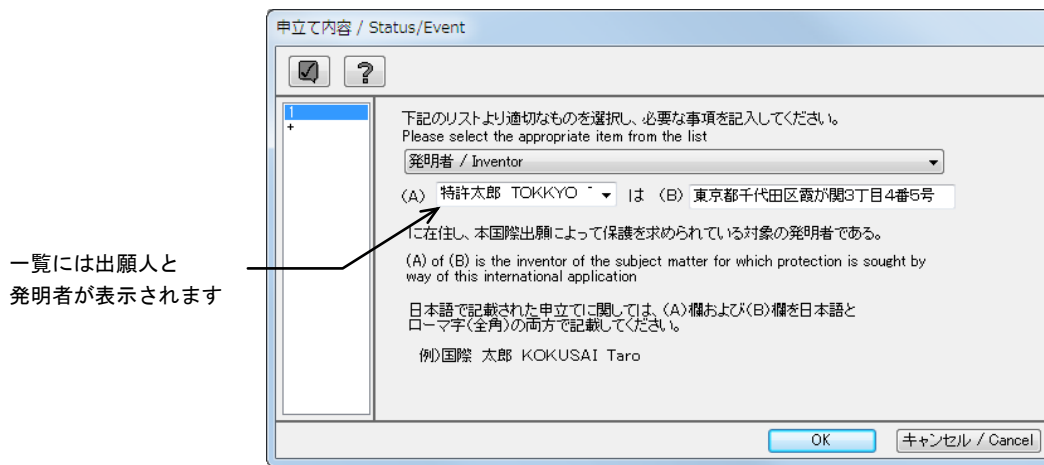 申立て内容 / Status/Event
1
+
下記のリストより適切なものを選択し、必要な事項を記入してください。
Please select the appropriate item from the list
発明者 / Inventor
(A) 特許太郎 TOKKYO は (B) 東京都千代田区霞が関3丁目4番5号
に在住し、本国際出願によって保護を求められている対象の発明者である。
(A) of (B) is the inventor of the subject matter for which protection is sought by
way of this international application
一覧には出願人と
発明者が表示されます
日本語で記載された申立てに関しては、(A)欄および(B)欄を日本語と
ローマ字(全角)の両方で記載してください。
例)国際 太郎 KOKUSAI Taro
OK
キャンセル / Cancel